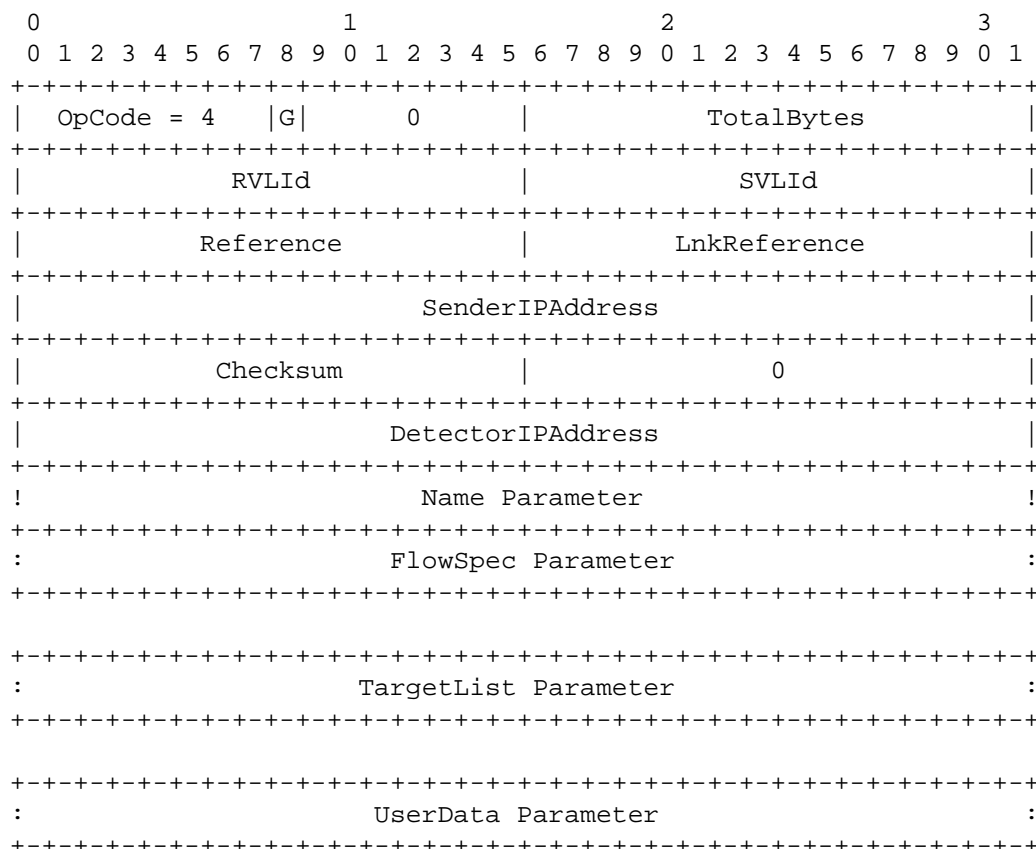 0                   1                   2                   3
 0 1 2 3 4 5 6 7 8 9 0 1 2 3 4 5 6 7 8 9 0 1 2 3 4 5 6 7 8 9 0 1
+-+-+-+-+-+-+-+-+-+-+-+-+-+-+-+-+-+-+-+-+-+-+-+-+-+-+-+-+-+-+-+-+
|  OpCode = 4   |G|      0      |           TotalBytes          |
+-+-+-+-+-+-+-+-+-+-+-+-+-+-+-+-+-+-+-+-+-+-+-+-+-+-+-+-+-+-+-+-+
|             RVLId             |             SVLId             |
+-+-+-+-+-+-+-+-+-+-+-+-+-+-+-+-+-+-+-+-+-+-+-+-+-+-+-+-+-+-+-+-+
|           Reference           |         LnkReference          |
+-+-+-+-+-+-+-+-+-+-+-+-+-+-+-+-+-+-+-+-+-+-+-+-+-+-+-+-+-+-+-+-+
|                         SenderIPAddress                       |
+-+-+-+-+-+-+-+-+-+-+-+-+-+-+-+-+-+-+-+-+-+-+-+-+-+-+-+-+-+-+-+-+
|            Checksum           |               0               |
+-+-+-+-+-+-+-+-+-+-+-+-+-+-+-+-+-+-+-+-+-+-+-+-+-+-+-+-+-+-+-+-+
|                       DetectorIPAddress                       |
+-+-+-+-+-+-+-+-+-+-+-+-+-+-+-+-+-+-+-+-+-+-+-+-+-+-+-+-+-+-+-+-+
!                         Name Parameter                        !
+-+-+-+-+-+-+-+-+-+-+-+-+-+-+-+-+-+-+-+-+-+-+-+-+-+-+-+-+-+-+-+-+
:                       FlowSpec Parameter                      :
+-+-+-+-+-+-+-+-+-+-+-+-+-+-+-+-+-+-+-+-+-+-+-+-+-+-+-+-+-+-+-+-+

+-+-+-+-+-+-+-+-+-+-+-+-+-+-+-+-+-+-+-+-+-+-+-+-+-+-+-+-+-+-+-+-+
:                     TargetList Parameter                      :
+-+-+-+-+-+-+-+-+-+-+-+-+-+-+-+-+-+-+-+-+-+-+-+-+-+-+-+-+-+-+-+-+

+-+-+-+-+-+-+-+-+-+-+-+-+-+-+-+-+-+-+-+-+-+-+-+-+-+-+-+-+-+-+-+-+
:                      UserData Parameter                       :
+-+-+-+-+-+-+-+-+-+-+-+-+-+-+-+-+-+-+-+-+-+-+-+-+-+-+-+-+-+-+-+-+